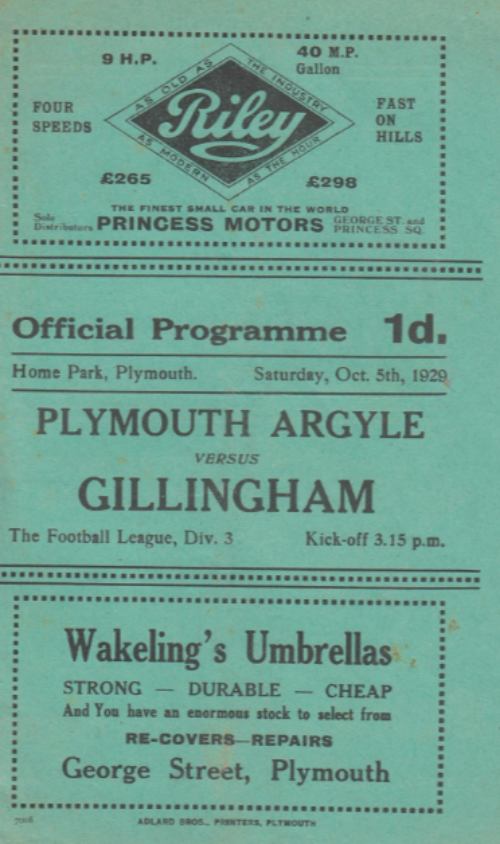 9 H.P.
40 M.P.
Gallon
FOUR
SPEEDS
AS OLD AS
THE INDUSTRY
Riley
AS MODERN
AS THE HOUR
FAST
ON
HILLS
£265
£298
THE FINEST SMALL CAR IN THE WORLD
Sole
Distributors
PRINCESS MOTORS
GEORGE ST. and
PRINCESS SQ.
Official Programme 1d.
Home Park, Plymouth. Saturday, Oct. 5th, 1929
PLYMOUTH ARGYLE
VERSUS
GILLINGHAM
The Football League, Div. 3 Kick-off 3.15 p.m.
Wakeling's Umbrellas
STRONG — DURABLE — CHEAP
And You have an enormous stock to select from
RE-COVERS—REPAIRS
George Street, Plymouth
ADLARD BROS., PRINTERS, PLYMOUTH